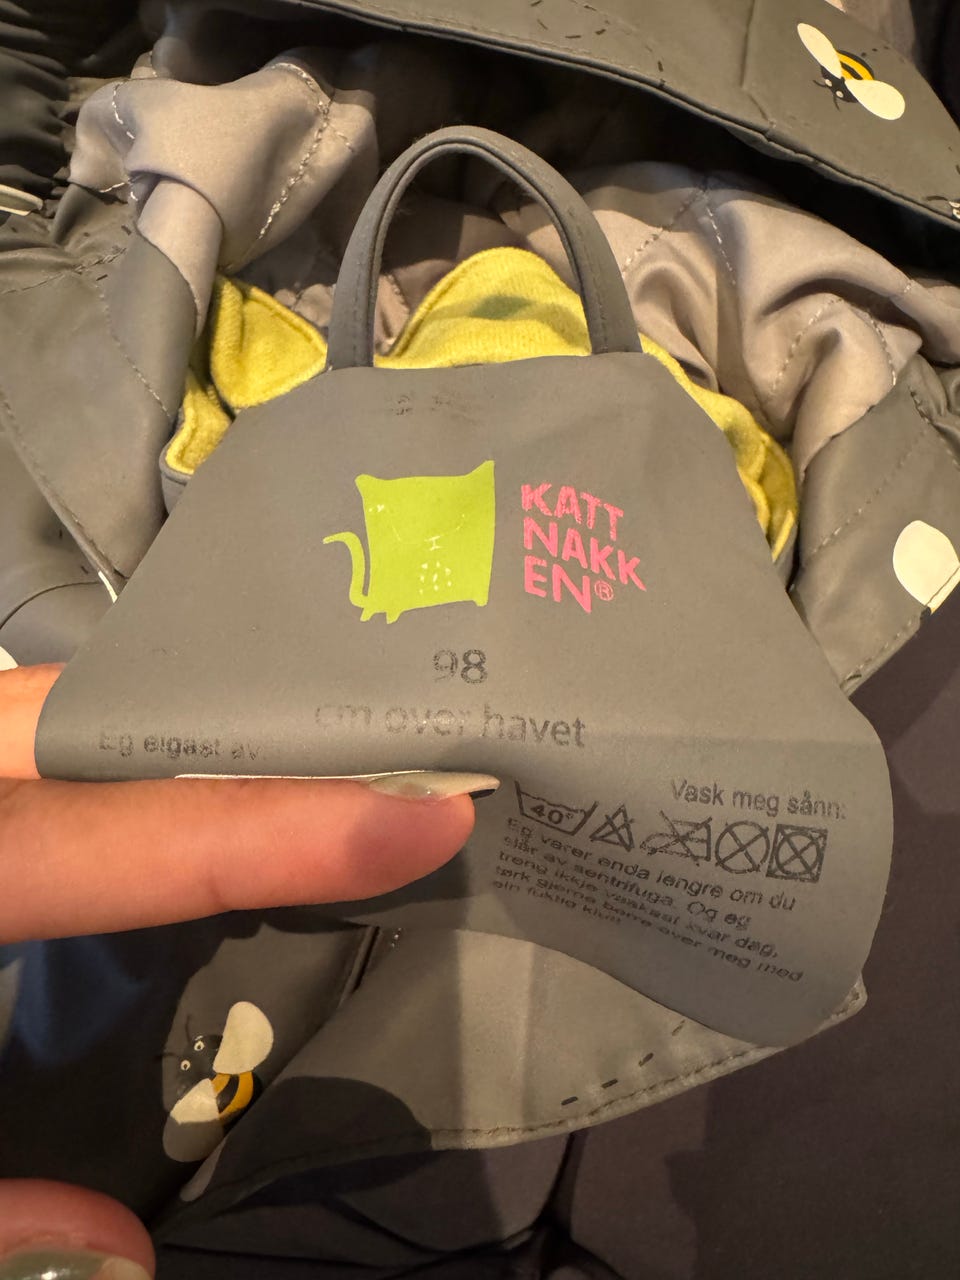 KATT
NAKK
EN®
98
cm over havet
Eg eigast av
Vask meg sånn:
40°
Eg varer enda lengre om du
slår av sentrifuga. Og eg
treng ikkje vaskast kvar dag,
tørk gjerne berre over meg med
ein fuktig klut!